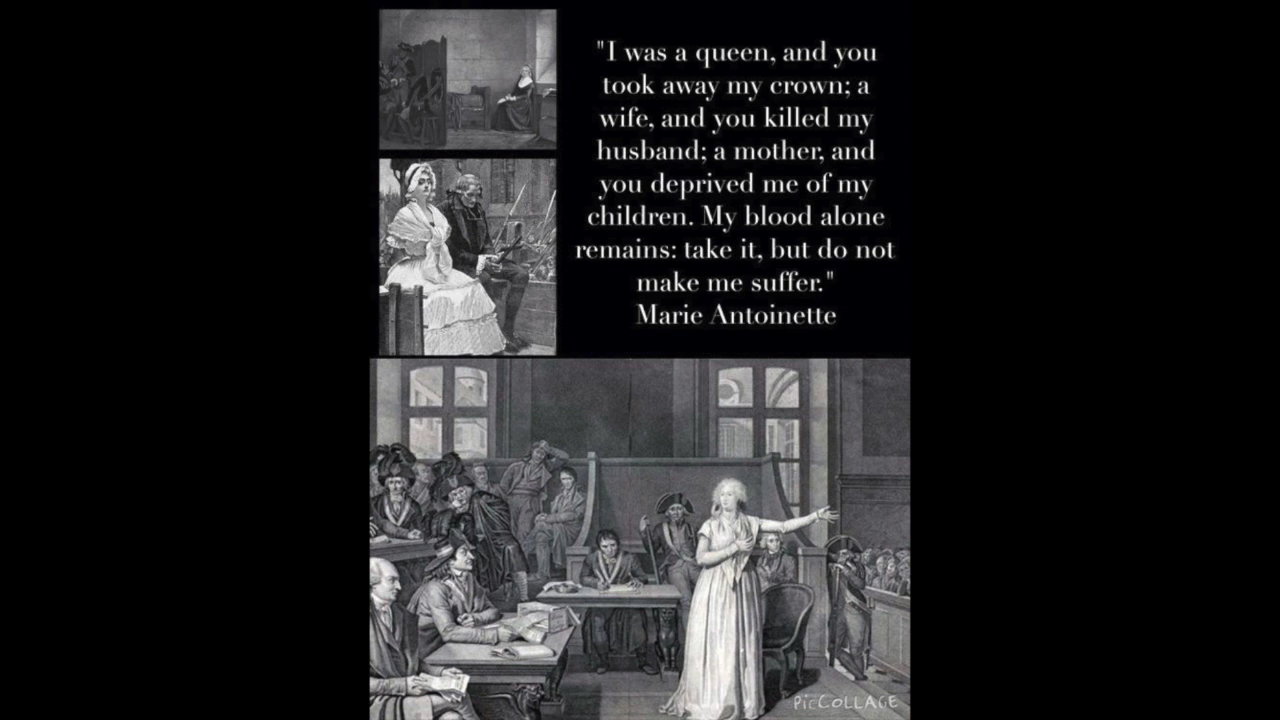 "I was a queen, and you
took away my crown; a
wife, and you killed my
husband; a mother, and
you deprived me of my
children. My blood alone
remains: take it, but do not
make me suffer."
Marie Antoinette
PiCCOLLAGE